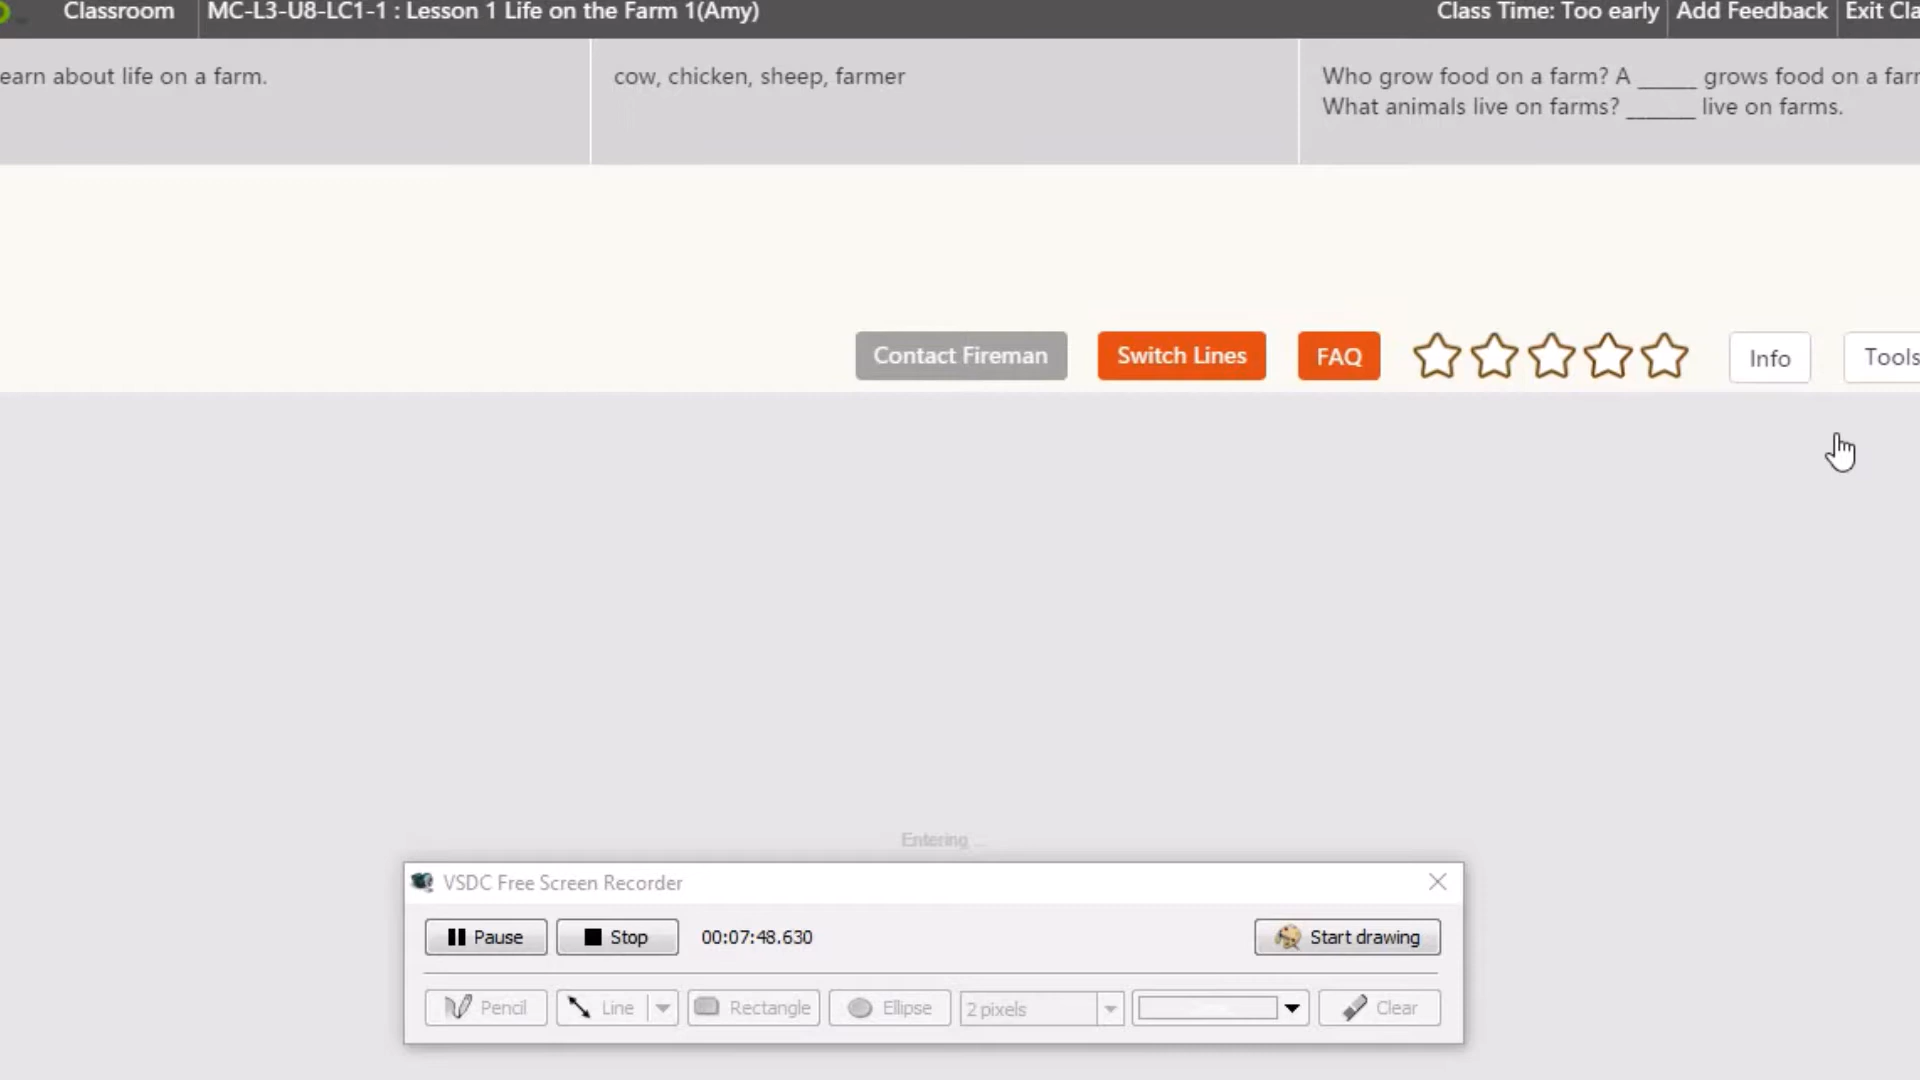 Classroom MC-L3-U8-LC1-1 : Lesson 1 Life on the Farm 1(Amy) Class Time: Too early Add Feedback Exit Cla
earn about life on a farm.
cow, chicken, sheep, farmer
Who grow food on a farm? A _____ grows food on a farm
What animals live on farms? ______ live on farms.
Contact Fireman Switch Lines FAQ Info Tools
Entering ...
VSDC Free Screen Recorder
Pause Stop 00:07:48.630 Start drawing
Pencil Line Rectangle Ellipse 2 pixels Clear